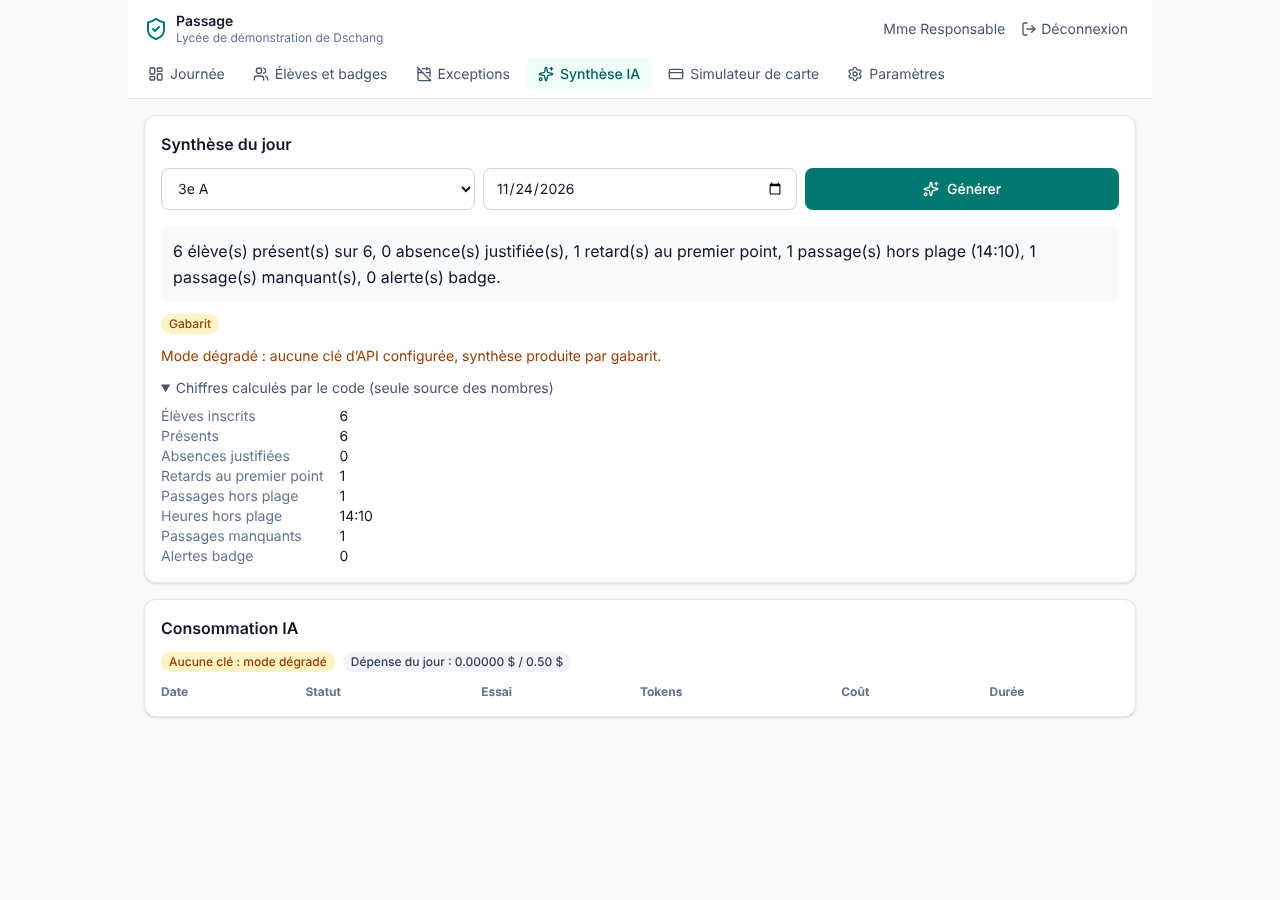 Passage
Lycée de démonstration de Dschang
Mme Responsable
Déconnexion
Journée
Élèves et badges
Exceptions
Synthèse IA
Simulateur de carte
Paramètres
Synthèse du jour
3e A
11/24/2026
Générer
6 élève(s) présent(s) sur 6, 0 absence(s) justifiée(s), 1 retard(s) au premier point, 1 passage(s) hors plage (14:10), 1
passage(s) manquant(s), 0 alerte(s) badge.
Gabarit
Mode dégradé : aucune clé d’API configurée, synthèse produite par gabarit.
Chiffres calculés par le code (seule source des nombres)
Élèves inscrits 6
Présents 6
Absences justifiées 0
Retards au premier point 1
Passages hors plage 1
Heures hors plage 14:10
Passages manquants 1
Alertes badge 0
Consommation IA
Aucune clé : mode dégradé
Dépense du jour : 0.00000 $ / 0.50 $
Date Statut Essai Tokens Coût Durée